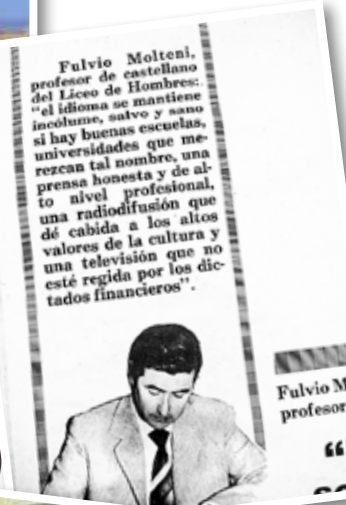 Fulvio Molteni,
profesor de castellano
del Liceo de Hombres:
"el idioma se mantiene
incólume, salvo y sano
si hay buenas escuelas,
universidades que me-
rezcan tal nombre, una
prensa honesta y de al-
to nivel profesional,
una radiodifusión que
dé cabida a los altos
valores de la cultura y
una televisión que no
esté regida por los dic-
tados financieros".
Fulvio M
profesor
“